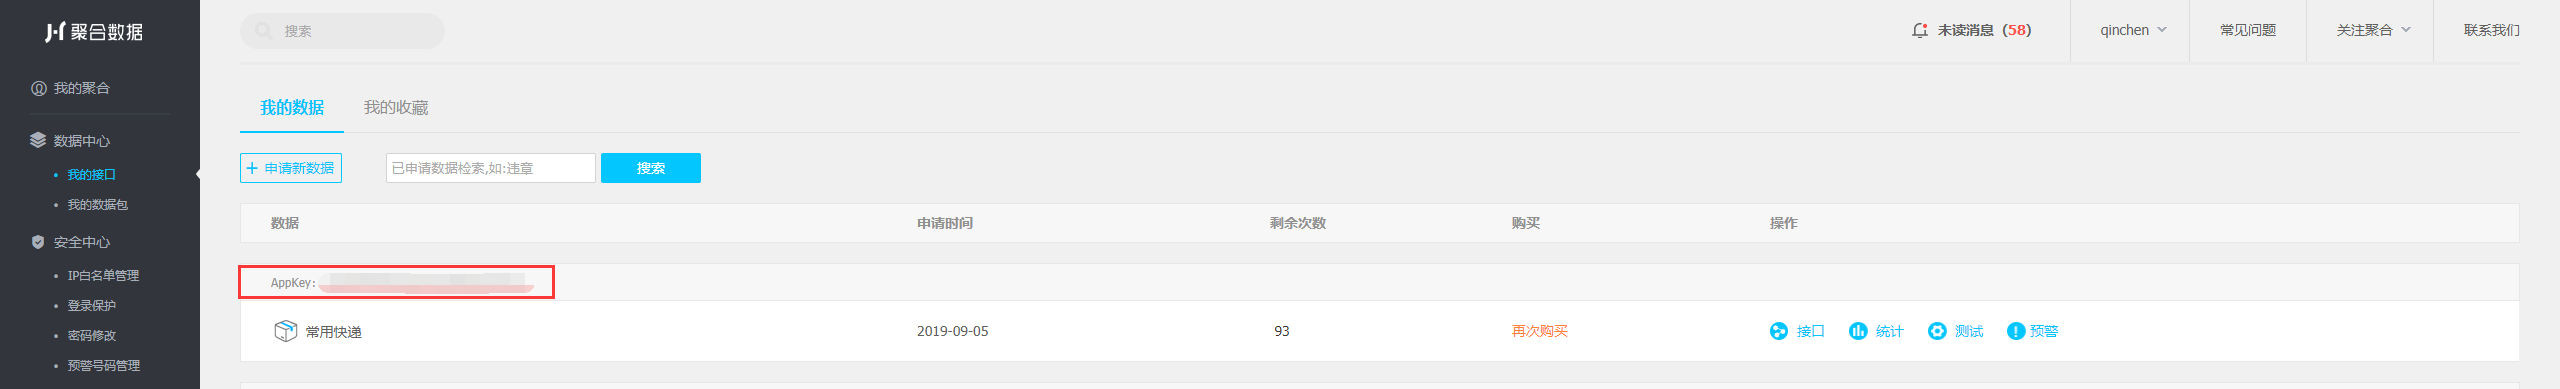 聚合数据
搜索
未读消息（58）
qinchen
常见问题
关注聚合
联系我们
我的聚合
数据中心
我的接口
我的数据包
安全中心
IP白名单管理
登录保护
密码修改
预警号码管理
我的数据 我的收藏
+ 申请新数据 已申请数据检索,如:违章 搜索
数据 申请时间 剩余次数 购买 操作
AppKey:
常用快递 2019-09-05 93 再次购买 接口 统计 测试 预警